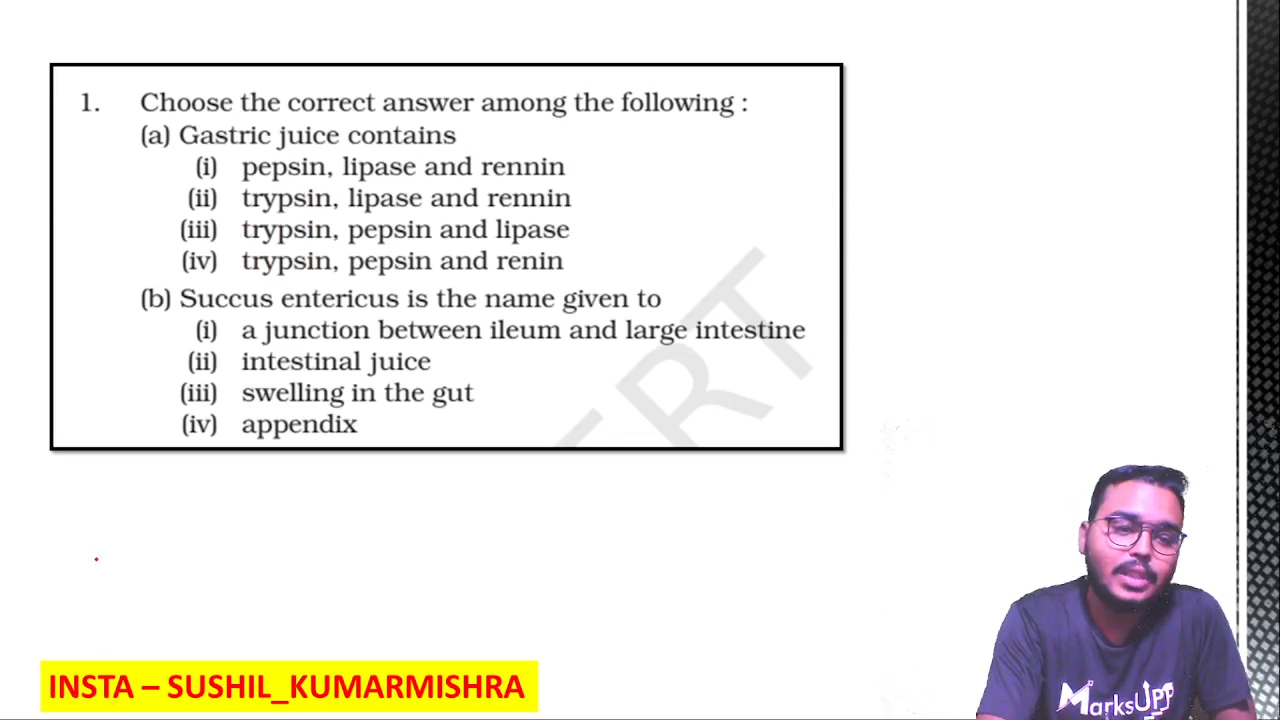 1. Choose the correct answer among the following :
(a) Gastric juice contains
(i) pepsin, lipase and rennin
(ii) trypsin, lipase and rennin
(iii) trypsin, pepsin and lipase
(iv) trypsin, pepsin and renin
(b) Succus entericus is the name given to
(i) a junction between ileum and large intestine
(ii) intestinal juice
(iii) swelling in the gut
(iv) appendix
INSTA – SUSHIL_KUMARMISHRA
MarksUPP